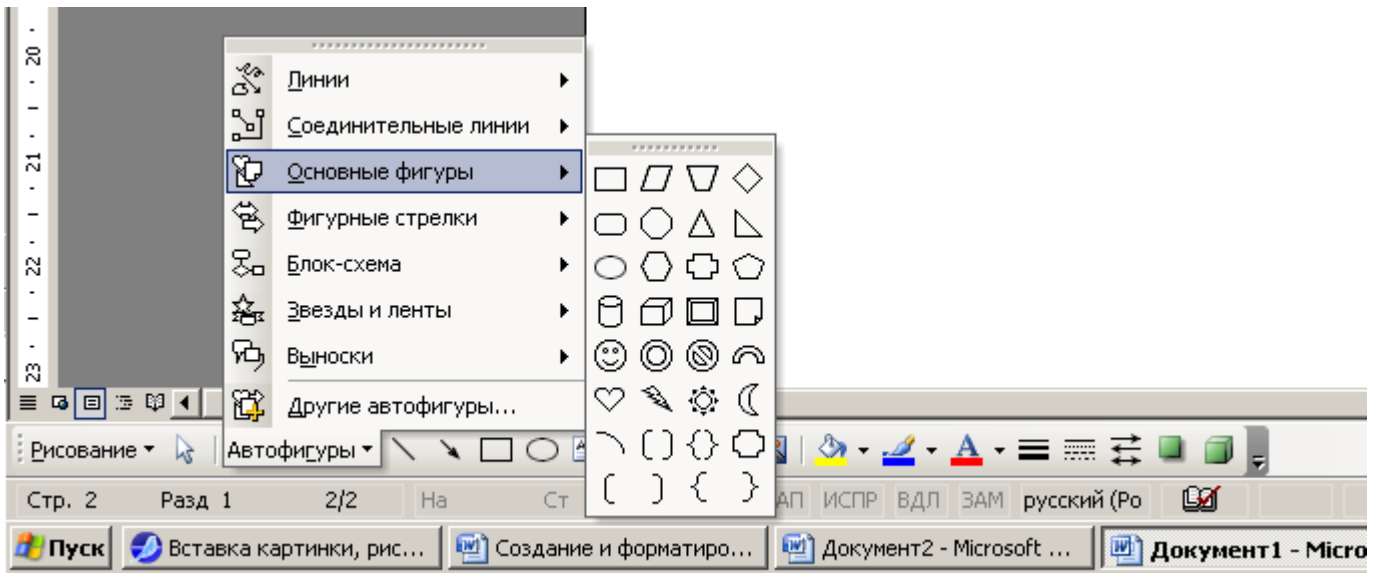 20
21
22
23
Линии
Соединительные линии
Основные фигуры
Фигурные стрелки
Блок-схема
Звезды и ленты
Выноски
Другие автофигуры...
Рисование Автофигуры
Стр. 2 Разд 1 2/2 На Ст АП ИСПР ВДЛ ЗАМ русский (Ро
Пуск Вставка картинки, рис... Создание и форматиро... Документ2 - Microsoft ... Документ1 - Micro